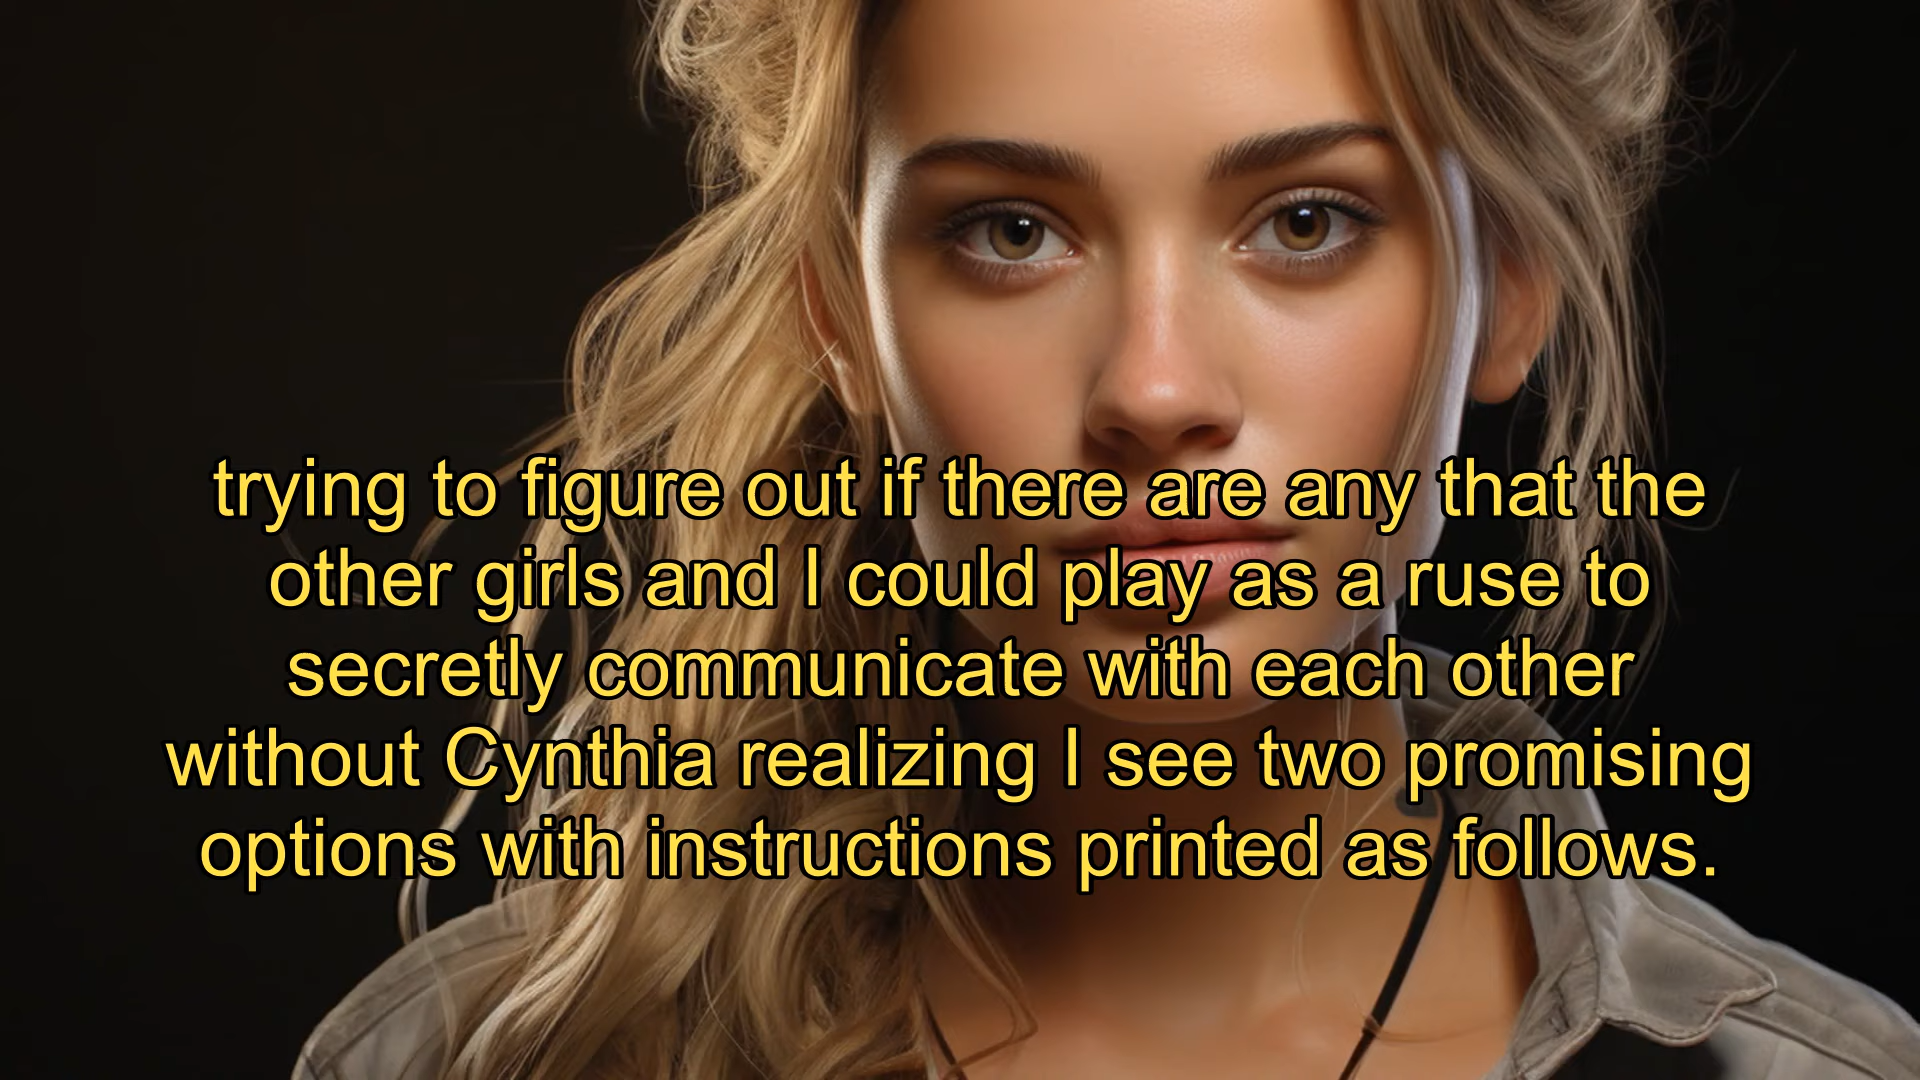 trying to figure out if there are any that the
other girls and I could play as a ruse to
secretly communicate with each other
without Cynthia realizing I see two promising
options with instructions printed as follows.